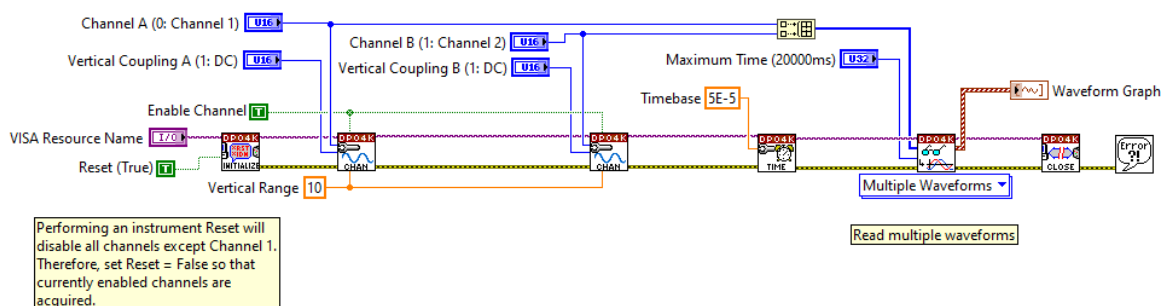 Channel A (0: Channel 1) U16
Channel B (1: Channel 2) U16
Vertical Coupling A (1: DC) U16
Vertical Coupling B (1: DC) U16
Maximum Time (20000ms) U32
Timebase 5E-5
Waveform Graph
Enable Channel T
VISA Resource Name I/O
DPO4K INITIALIZE
DPO4K CHAN
DPO4K CHAN
DPO4K TIME
DPO4K
DPO4K CLOSE
Error ?!
Reset (True) T
Vertical Range 10
Multiple Waveforms
Performing an instrument Reset will
disable all channels except Channel 1.
Therefore, set Reset = False so that
currently enabled channels are
acquired.
Read multiple waveforms